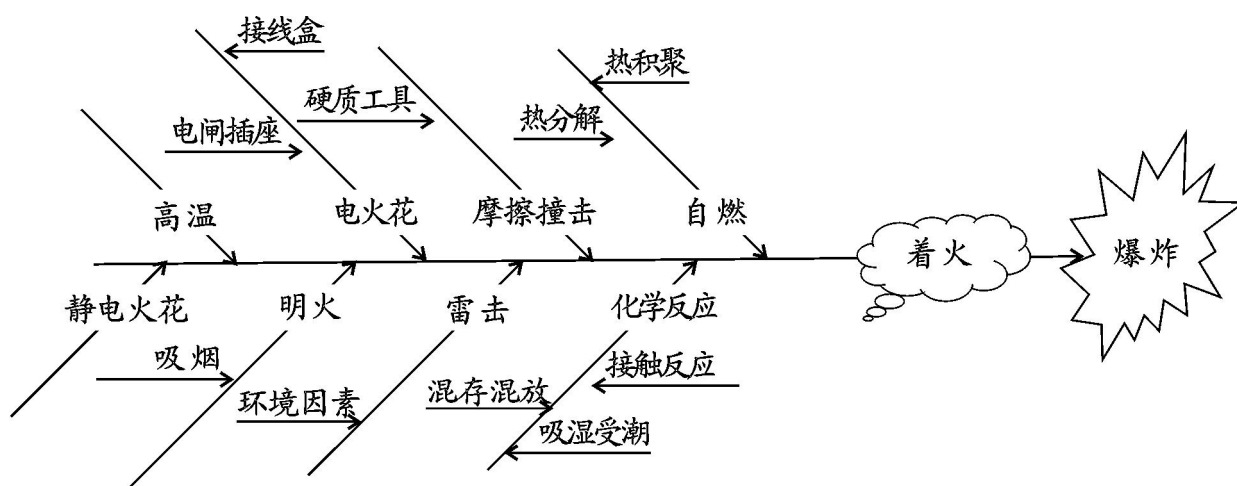 接线盒
热积聚
硬质工具
热分解
电闸插座
高温
电火花
摩擦撞击
自燃
着火
爆炸
静电火花
明火
雷击
化学反应
吸烟
接触反应
环境因素
混存混放
吸湿受潮